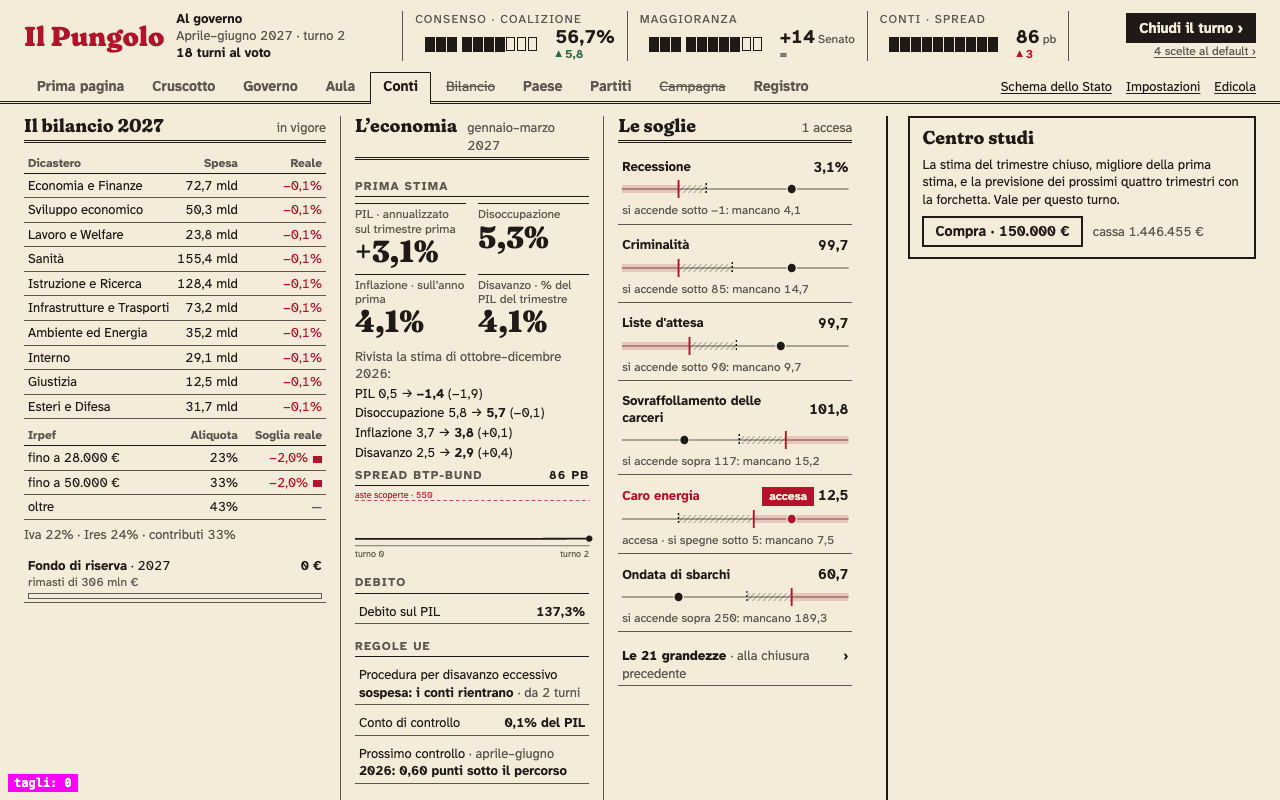 Il Pungolo
Al governo
Aprile–giugno 2027 · turno 2
18 turni al voto
CONSENSO · COALIZIONE
56,7%
▲ 5,8
MAGGIORANZA
+14 Senato
=
CONTI · SPREAD
86 pb
▲ 3
Chiudi il turno ›
4 scelte al default ›
Prima pagina
Cruscotto
Governo
Aula
Conti
Bilancio
Paese
Partiti
Campagna
Registro
Schema dello Stato
Impostazioni
Edicola
Il bilancio 2027 in vigore
Dicastero Spesa Reale
Economia e Finanze 72,7 mld −0,1%
Sviluppo economico 50,3 mld −0,1%
Lavoro e Welfare 23,8 mld −0,1%
Sanità 155,4 mld −0,1%
Istruzione e Ricerca 128,4 mld −0,1%
Infrastrutture e Trasporti 73,2 mld −0,1%
Ambiente ed Energia 35,2 mld −0,1%
Interno 29,1 mld −0,1%
Giustizia 12,5 mld −0,1%
Esteri e Difesa 31,7 mld −0,1%
Irpef Aliquota Soglia reale
fino a 28.000 € 23% −2,0%
fino a 50.000 € 33% −2,0%
oltre 43% —
Iva 22% · Ires 24% · contributi 33%
Fondo di riserva · 2027 0 €
rimasti di 306 mln €
L'economia gennaio–marzo
2027
PRIMA STIMA
PIL · annualizzato
sul trimestre prima
+3,1%
Disoccupazione
5,3%
Inflazione · sull'anno
prima
4,1%
Disavanzo · % del
PIL del trimestre
4,1%
Rivista la stima di ottobre–dicembre
2026:
PIL 0,5 → −1,4 (−1,9)
Disoccupazione 5,8 → 5,7 (−0,1)
Inflazione 3,7 → 3,8 (+0,1)
Disavanzo 2,5 → 2,9 (+0,4)
SPREAD BTP-BUND 86 PB
aste scoperte · 550
turno 0 turno 2
DEBITO
Debito sul PIL 137,3%
REGOLE UE
Procedura per disavanzo eccessivo
sospesa: i conti rientrano · da 2 turni
Conto di controllo 0,1% del PIL
Prossimo controllo · aprile–giugno
2026: 0,60 punti sotto il percorso
Le soglie 1 accesa
Recessione 3,1%
si accende sotto −1: mancano 4,1
Criminalità 99,7
si accende sotto 85: mancano 14,7
Liste d'attesa 99,7
si accende sotto 90: mancano 9,7
Sovraffollamento delle
carceri 101,8
si accende sopra 117: mancano 15,2
Caro energia accesa 12,5
accesa · si spegne sotto 5: mancano 7,5
Ondata di sbarchi 60,7
si accende sopra 250: mancano 189,3
Le 21 grandezze · alla chiusura ›
precedente
Centro studi
La stima del trimestre chiuso, migliore della prima
stima, e la previsione dei prossimi quattro trimestri con
la forchetta. Vale per questo turno.
Compra · 150.000 € cassa 1.446.455 €
tagli: 0